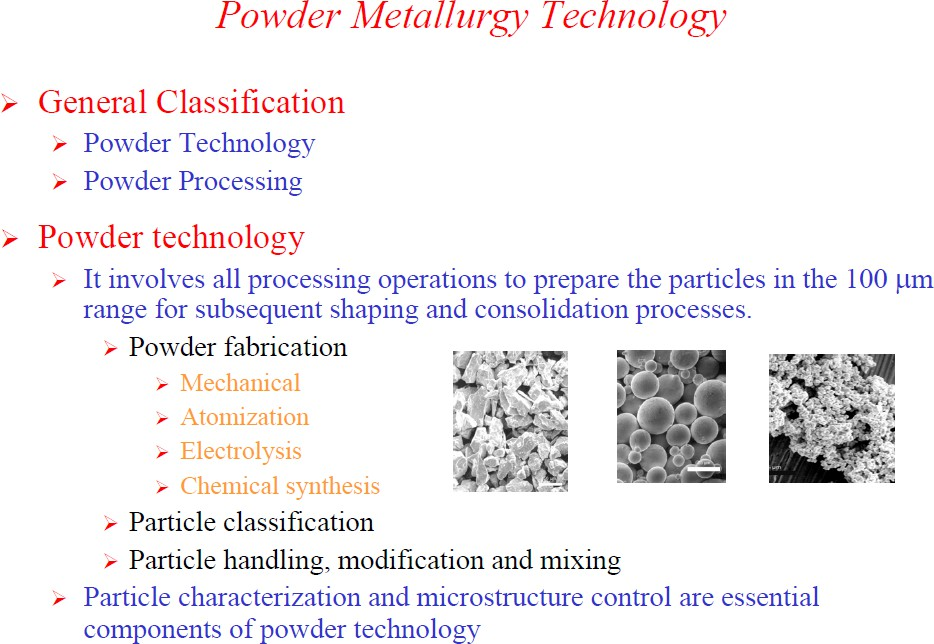 Powder Metallurgy Technology
General Classification
Powder Technology
Powder Processing
Powder technology
It involves all processing operations to prepare the particles in the 100 μm
range for subsequent shaping and consolidation processes.
Powder fabrication
Mechanical
Atomization
Electrolysis
Chemical synthesis
Particle classification
Particle handling, modification and mixing
Particle characterization and microstructure control are essential
components of powder technology